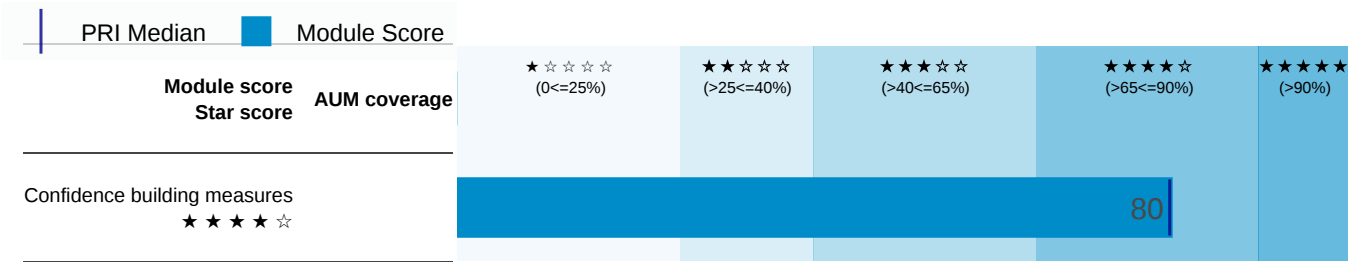 PRI Median Module Score
Module score
Star score
AUM coverage
★☆☆☆☆
(0<=25%)
★★☆☆☆
(>25<=40%)
★★★☆☆
(>40<=65%)
★★★★☆
(>65<=90%)
★★★★★
(>90%)
Confidence building measures
★★★★☆
80